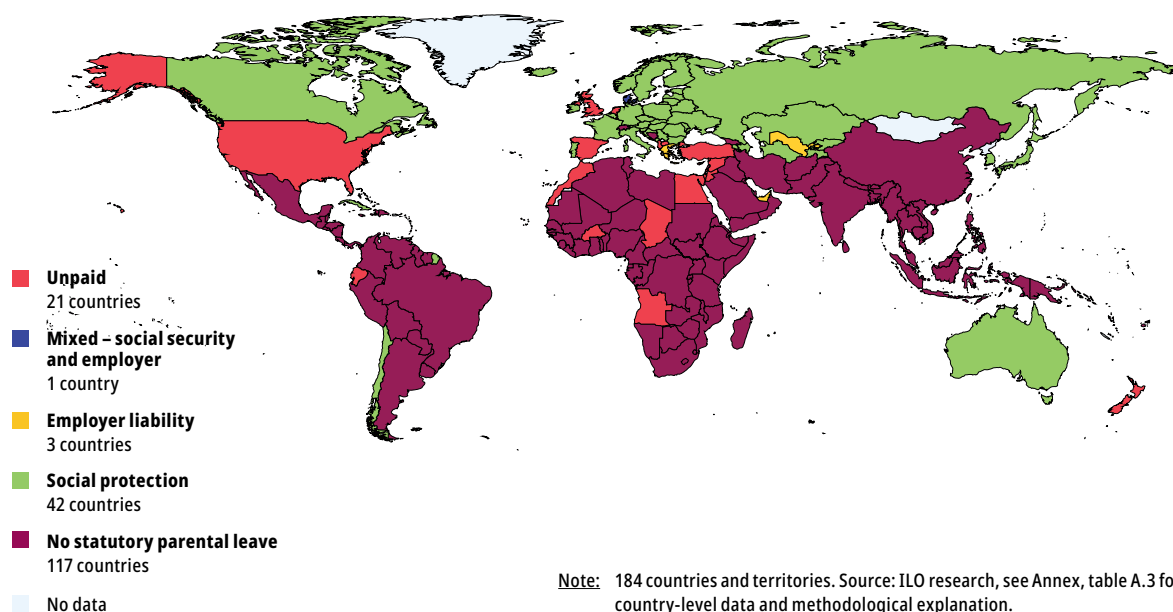 Unpaid
21 countries
Mixed – social security
and employer
1 country
Employer liability
3 countries
Social protection
42 countries
No statutory parental leave
117 countries
No data
Note: 184 countries and territories. Source: ILO research, see Annex, table A.3 fo
country-level data and methodological explanation.